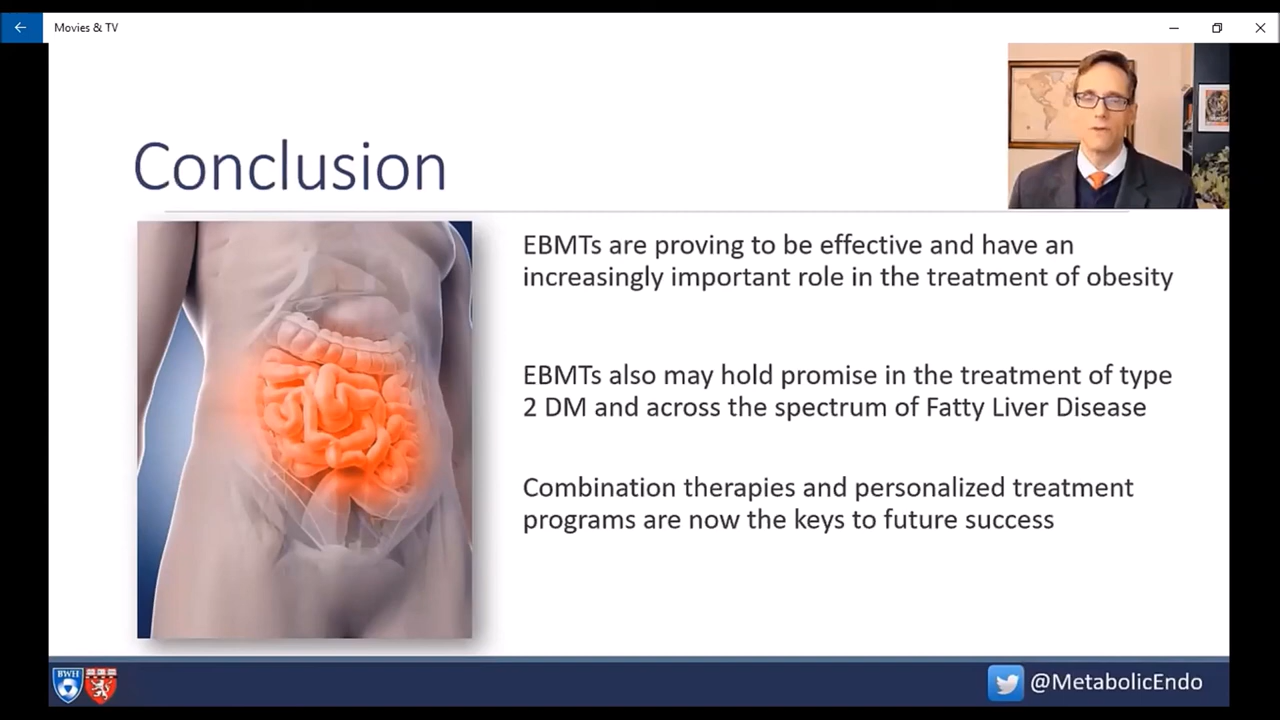 Movies & TV
Conclusion
EBMTs are proving to be effective and have an
increasingly important role in the treatment of obesity
EBMTs also may hold promise in the treatment of type
2 DM and across the spectrum of Fatty Liver Disease
Combination therapies and personalized treatment
programs are now the keys to future success
BWH
@MetabolicEndo